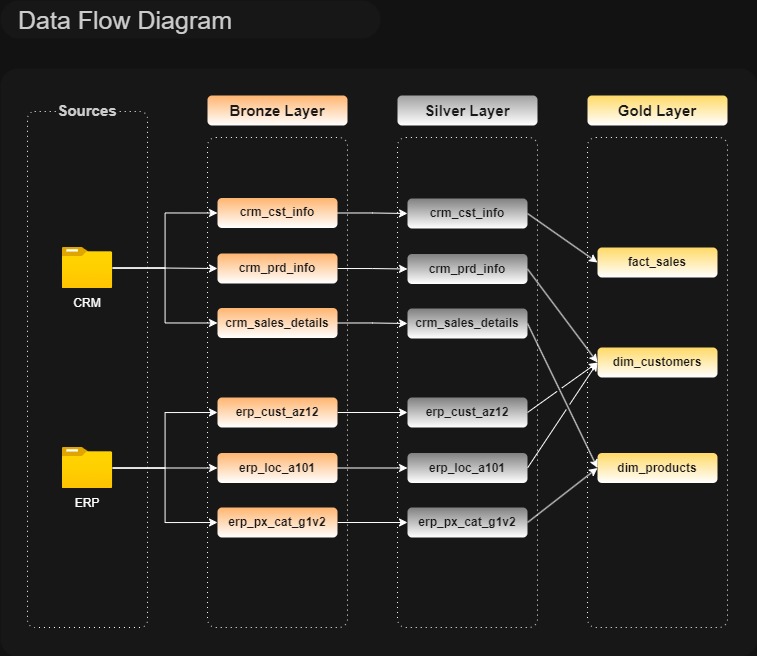 Data Flow Diagram
Sources
Bronze Layer
Silver Layer
Gold Layer
crm_cst_info
crm_cst_info
crm_prd_info
crm_prd_info
fact_sales
CRM
crm_sales_details
crm_sales_details
dim_customers
erp_cust_az12
erp_cust_az12
erp_loc_a101
erp_loc_a101
dim_products
ERP
erp_px_cat_g1v2
erp_px_cat_g1v2